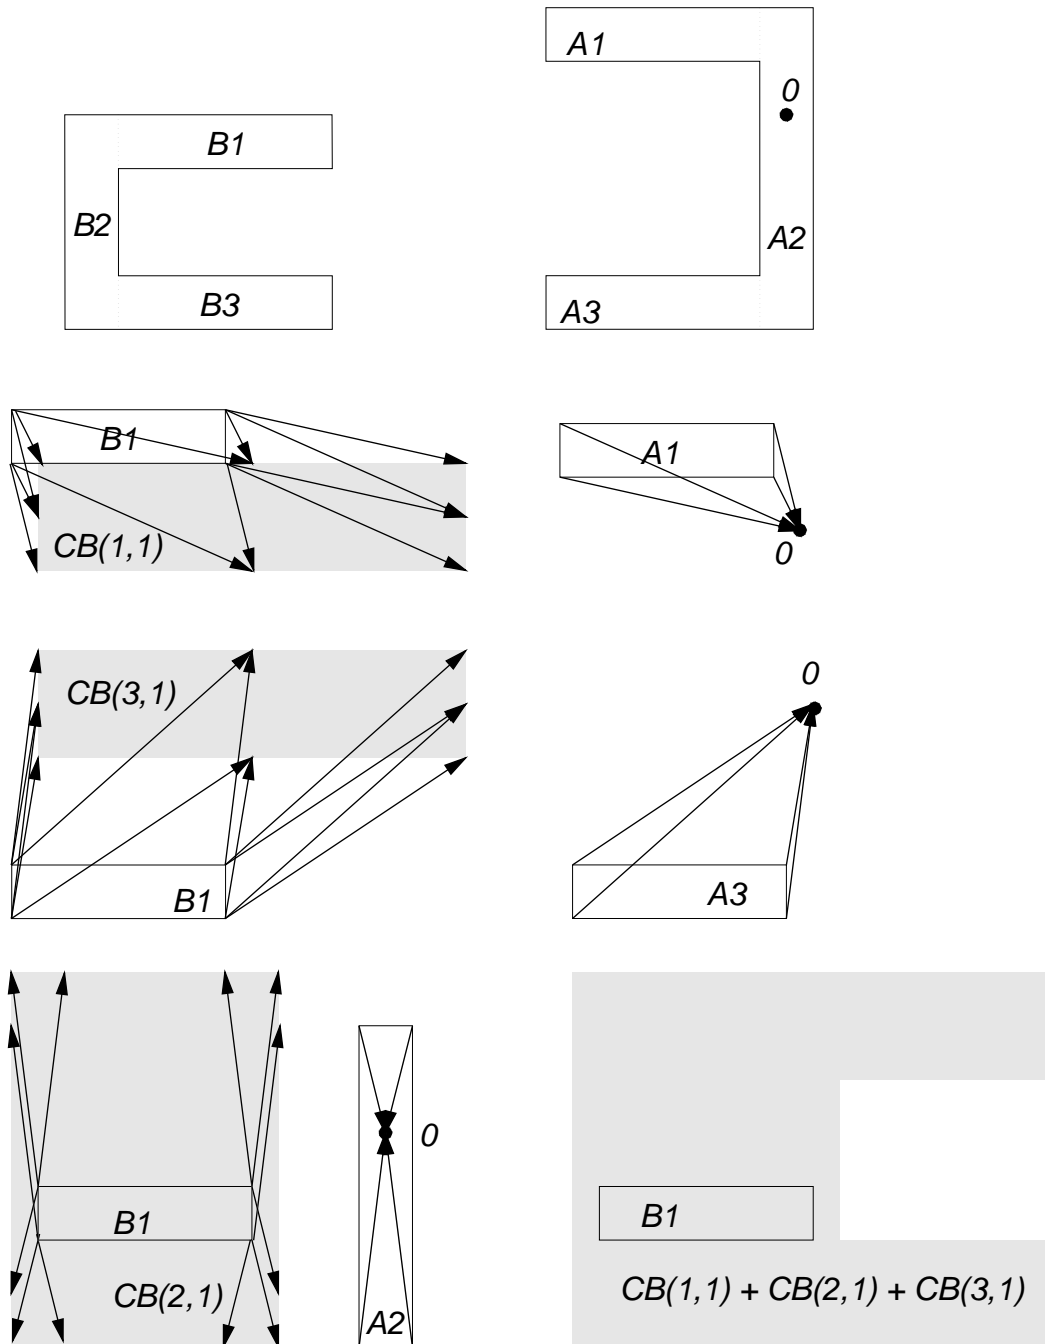 A1
0
B1
B2
A2
B3
A3
B1
A1
CB(1,1)
0
0
CB(3,1)
B1
A3
0
B1
B1
CB(2,1)
A2
CB(1,1) + CB(2,1) + CB(3,1)